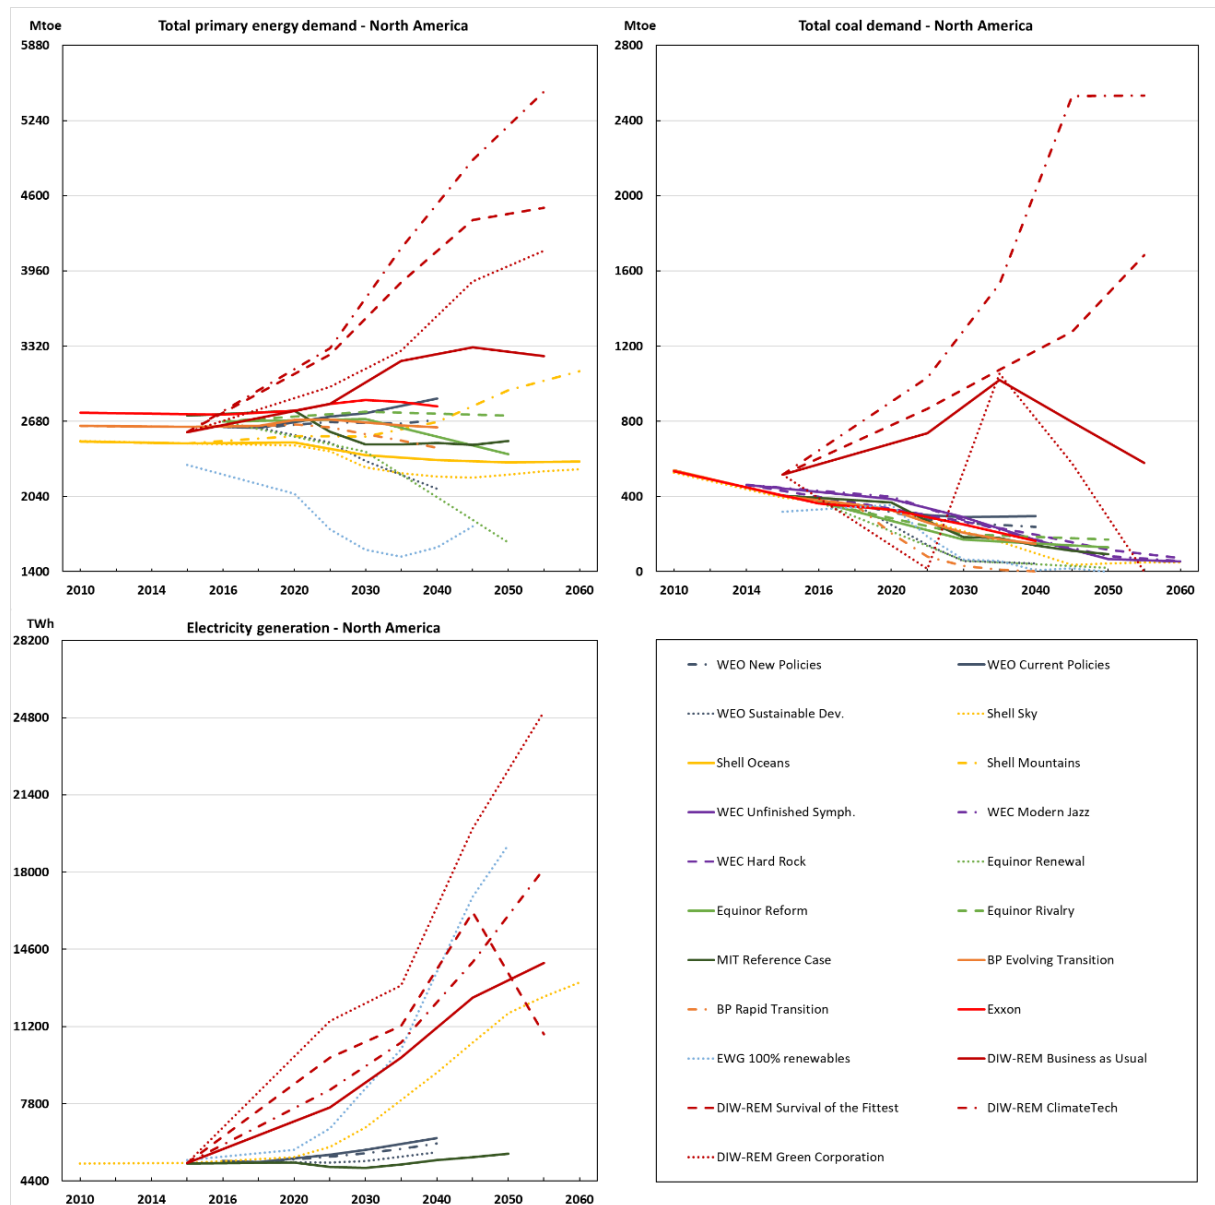 Mtoe Total primary energy demand - North America
5880
5240
4600
3960
3320
2680
2040
1400
2010 2014 2016 2020 2030 2040 2050 2060
Mtoe Total coal demand - North America
2800
2400
2000
1600
1200
800
400
0
2010 2014 2016 2020 2030 2040 2050 2060
TWh Electricity generation - North America
28200
24800
21400
18000
14600
11200
7800
4400
2010 2014 2016 2020 2030 2040 2050 2060
WEO New Policies WEO Current Policies
WEO Sustainable Dev. Shell Sky
Shell Oceans Shell Mountains
WEC Unfinished Symph. WEC Modern Jazz
WEC Hard Rock Equinor Renewal
Equinor Reform Equinor Rivalry
MIT Reference Case BP Evolving Transition
BP Rapid Transition Exxon
EWG 100% renewables DIW-REM Business as Usual
DIW-REM Survival of the Fittest DIW-REM ClimateTech
DIW-REM Green Corporation